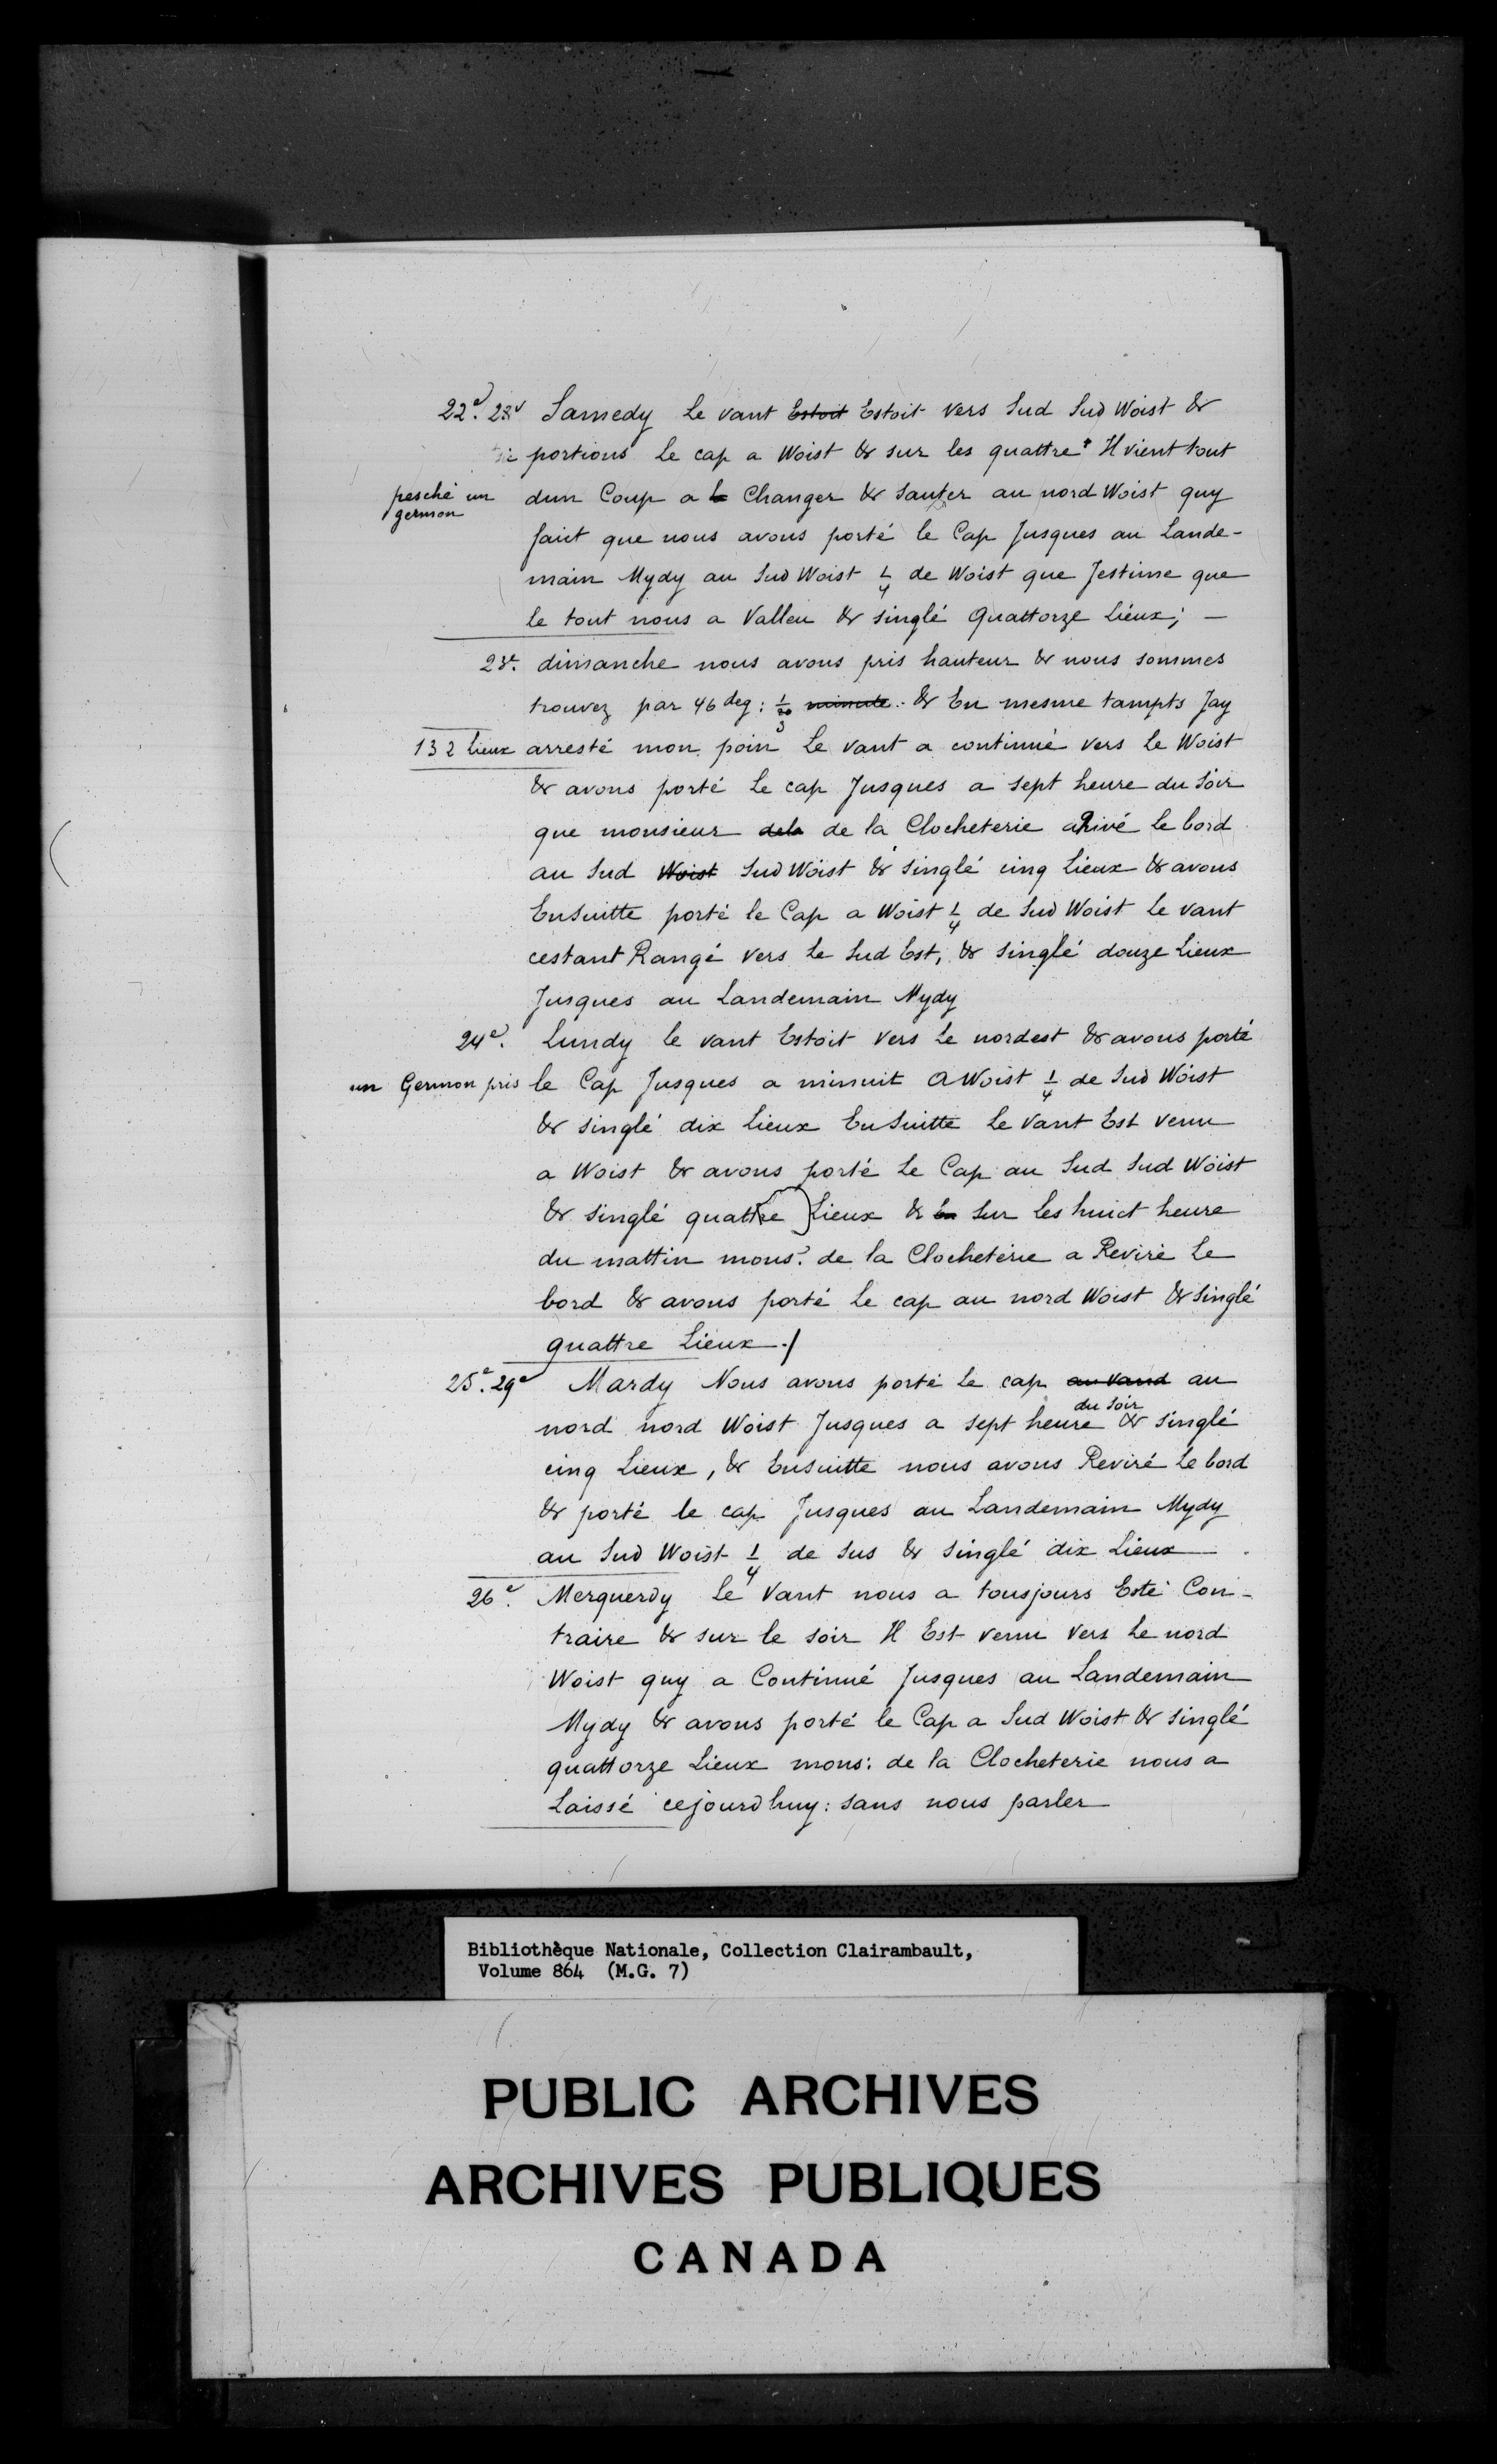 22e. 23e Samedy Le vant Estoit Estoit vers Sud Sud Woist &
portions Le cap a Woist & sur les quattre Il vient tout
pesché un germon
dun Coup a le Changer & Sauter au nord Woist quy
fait que nous avons porté le Cap Jusques au Lande-
main Mydy au Sud Woist 1/4 de Woist que Jestime que
le tout nous a Valleu & singlé Quattorze Lieux; —
23e. dimanche nous avons pris hauteur & nous sommes
trouvez par 46 deg: 1/3 minute. & En mesme tampts Jay
132 Lieux arresté mon poin Le vant a continué vers Le Woist
& avons porté Le cap Jusques a Sept heure du Soir
que monsieur dela de la Clocheterie aRivé Le bord
au Sud Woist Sud Woist & singlé cinq Lieux & avons
EnSuitte porté le Cap a Woist 1/4 de Sud Woist Le vant
cestant Rangé vers Le Sud Est, & singlé douze Lieux
Jusques au Landemain Mydy
24e. Lundy le vant Estoit vers Le nordest & avons porté
un Germon pris le Cap Jusques a minuit a Woist 1/4 de Sud Woist
& singlé dix Lieux EnSuitte Le vant Est venu
a Woist & avons porté Le Cap au Sud Sud Woist
& singlé quattre Lieux & En Sur Les huict heure
du mattin monsr. de la Clocheterie a Reviré Le
bord & avons porté Le cap au nord Woist & singlé
quattre Lieux ./
25e. 29e Mardy Nous avons porté Le cap au vand au
du Soir
nord nord Woist Jusques a sept heure & singlé
cinq Lieux, & Ensuitte nous avons Reviré Le bord
& porté le cap Jusques au Landemain Mydy
au Sud Woist 1/4 de Sus & singlé dix Lieux
26e. Merquerdy Le vant nous a tousjours Esté Con-
traire & sur le soir Il Est venu vers Le nord
Woist quy a Continué Jusques au Landemain
Mydy & avons porté le Cap a Sud Woist & singlé
quattorze Lieux mons: de la Clocheterie nous a
Laissé cejourdhuy: sans nous parler
Bibliothèque Nationale, Collection Clairambault,
Volume 864 (M.G. 7)
PUBLIC ARCHIVES
ARCHIVES PUBLIQUES
CANADA